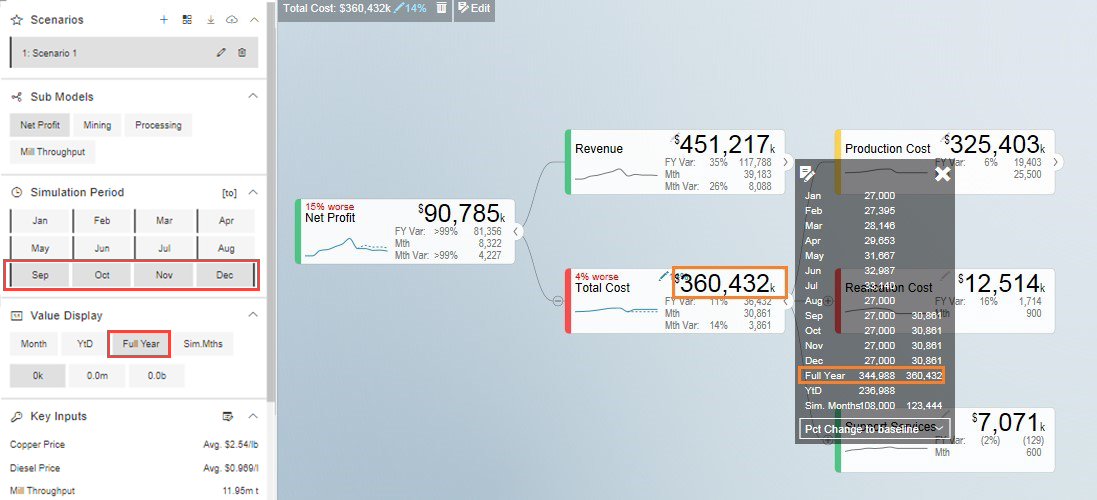 Scenarios
1: Scenario 1
Sub Models
Net Profit Mining Processing
Mill Throughput
Simulation Period [to]
Jan Feb Mar Apr
May Jun Jul Aug
Sep Oct Nov Dec
Value Display
Month YtD Full Year Sim.Mths
0k 0.0m 0.0b
Key Inputs
Copper Price Avg. $2.54/lb
Diesel Price Avg. $0.969/l
Mill Throughput 11.95m t
Total Cost: $360,432k 14% Edit
15% worse
Net Profit $90,785k
FY Var: >99% 81,356
Mth 8,322
Mth Var: >99% 4,227
Revenue $451,217k
FY Var: 35% 117,788
Mth 39,183
Mth Var: 26% 8,088
4% worse
Total Cost $360,432k
FY Var: 11% 36,432
Mth 30,861
Mth Var: 14% 3,861
Production Cost $325,403k
FY Var: 6% 19,403
25,500
Realisation Cost $12,514k
FY Var: 16% 1,714
Mth 900
Support Services $7,071k
FY Var: (2%) (129)
Mth 600
Jan 27,000
Feb 27,395
Mar 28,146
Apr 29,653
May 31,667
Jun 32,987
Jul 33,140
Aug 27,000
Sep 27,000 30,861
Oct 27,000 30,861
Nov 27,000 30,861
Dec 27,000 30,861
Full Year 344,988 360,432
YtD 236,988
Sim. Months 108,000 123,444
Pct Change to baseline